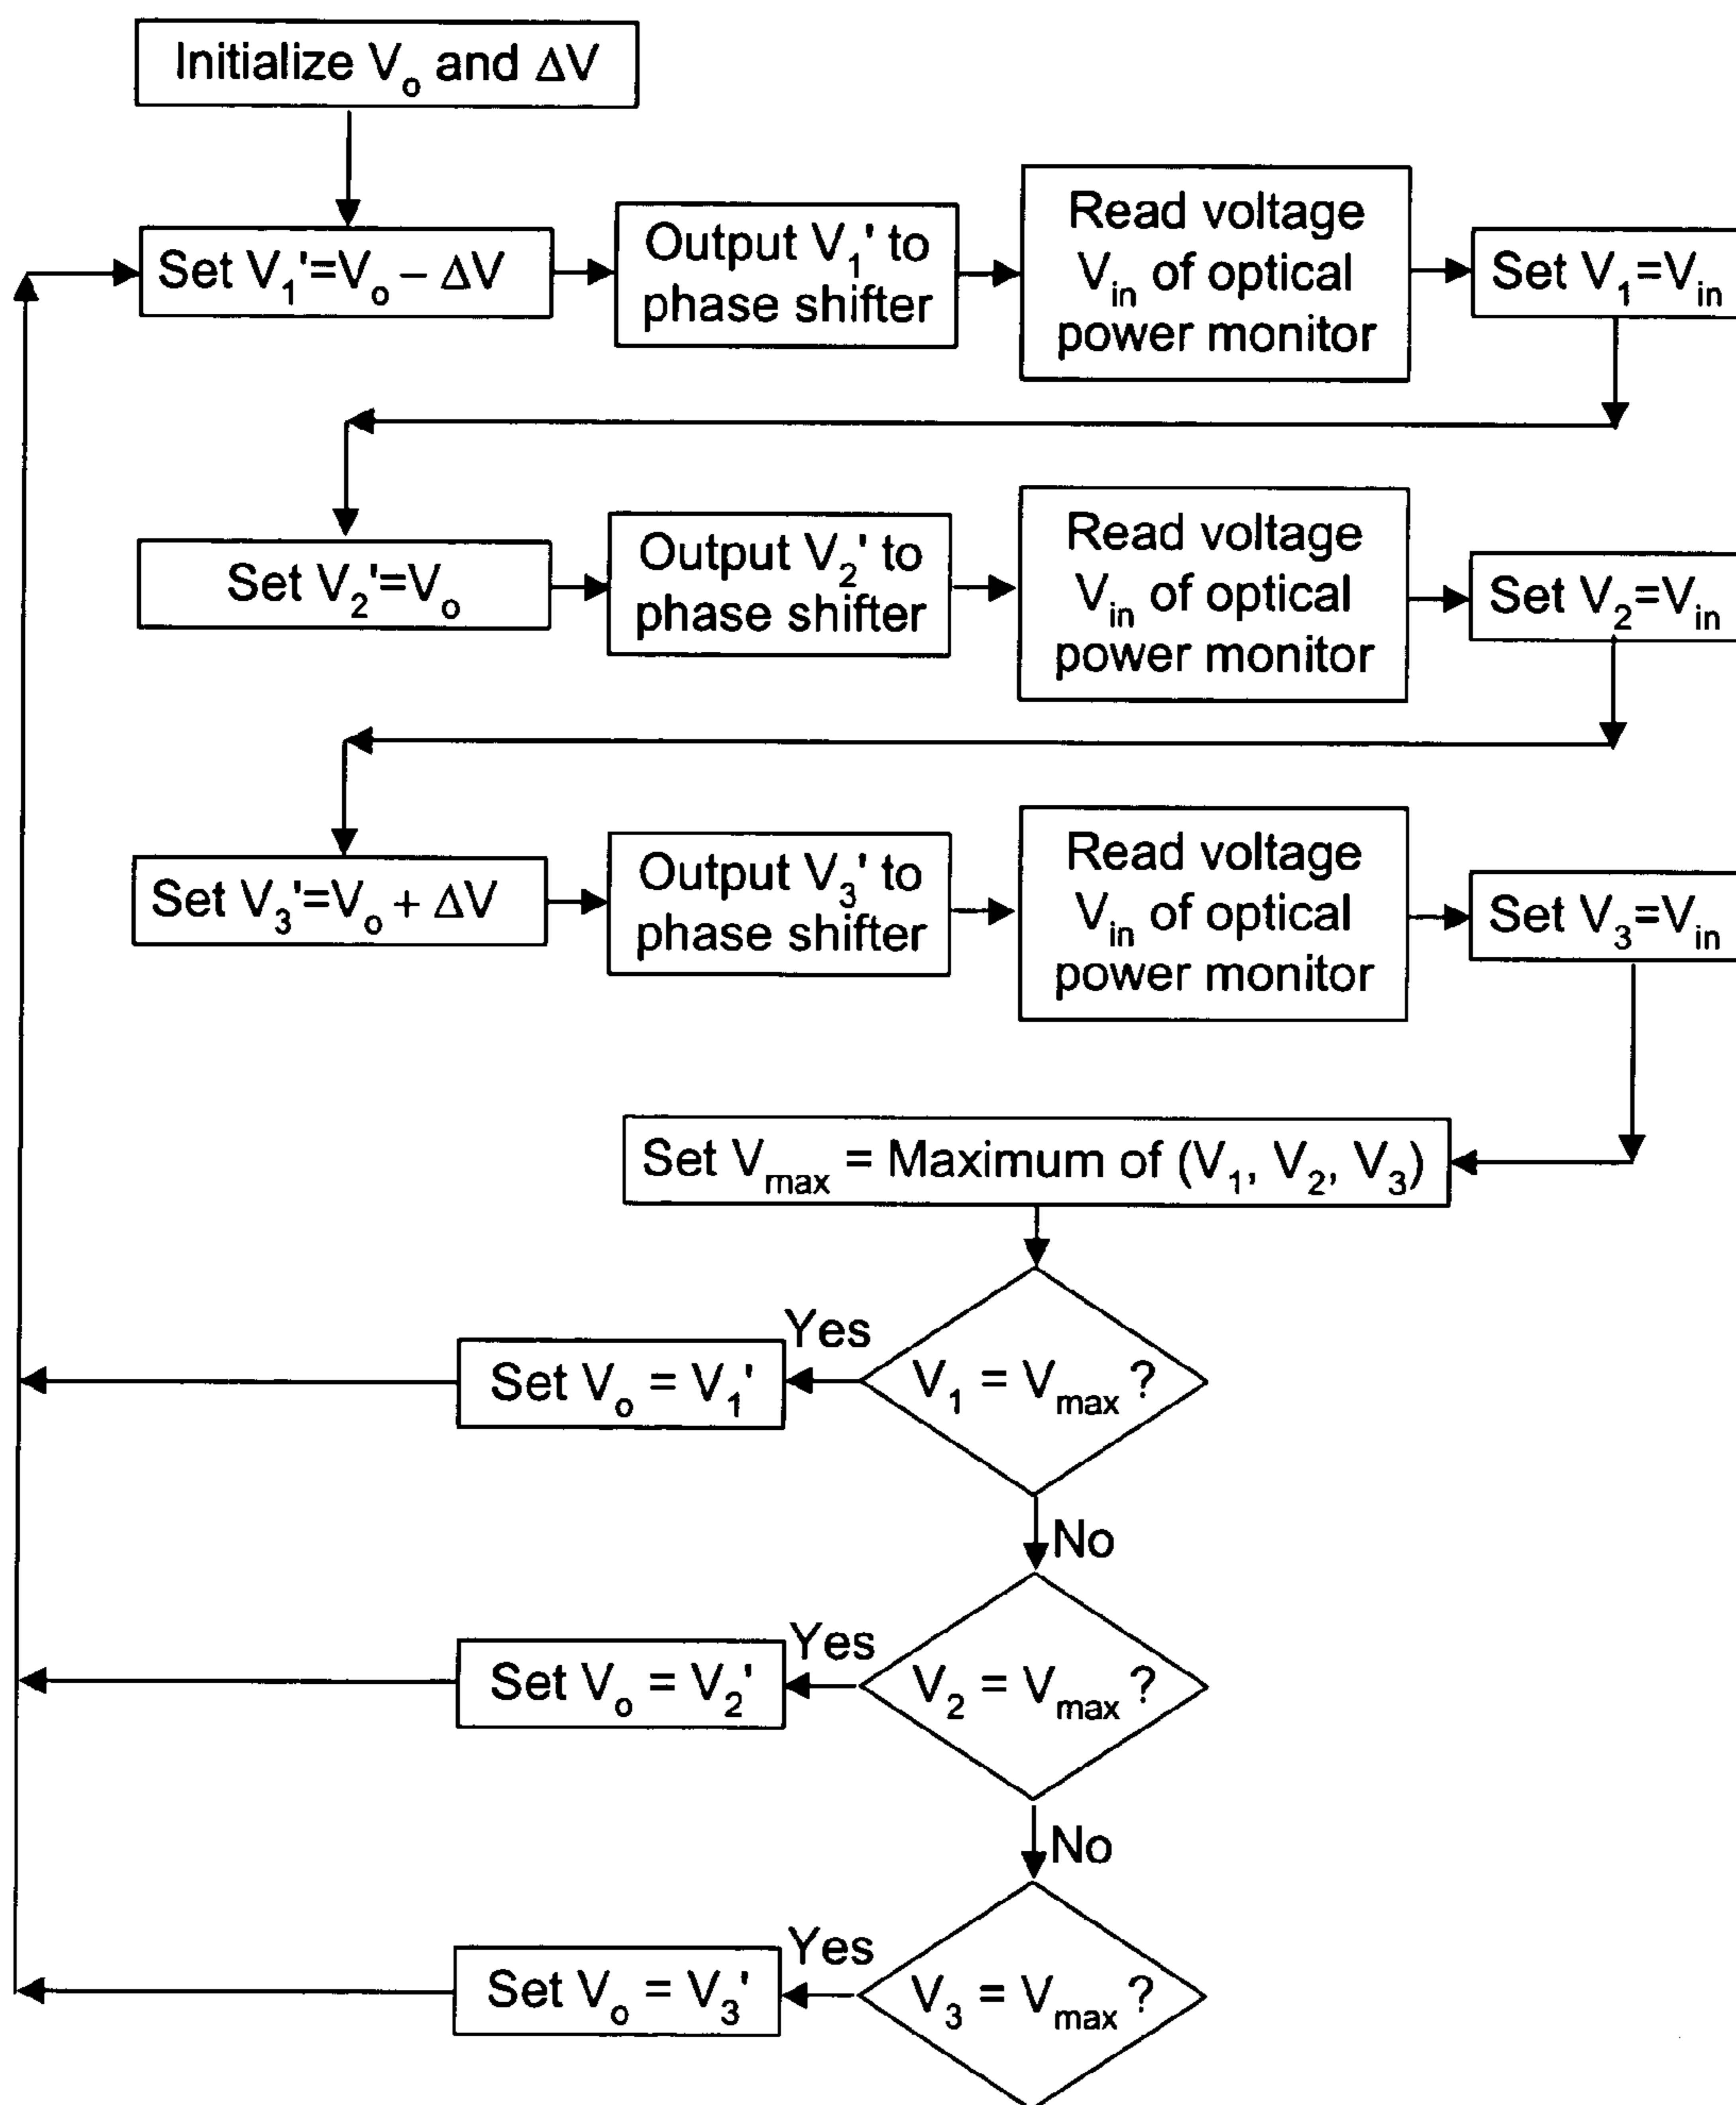 Initialize Vo and ΔV
Set V1'=Vo – ΔV
Output V1' to
phase shifter
Read voltage
Vin of optical
power monitor
Set V1=Vin
Set V2'=Vo
Output V2' to
phase shifter
Read voltage
Vin of optical
power monitor
Set V2=Vin
Set V3'=Vo + ΔV
Output V3' to
phase shifter
Read voltage
Vin of optical
power monitor
Set V3=Vin
Set Vmax = Maximum of (V1, V2, V3)
Yes
Set Vo = V1'
V1 = Vmax ?
No
Yes
Set Vo = V2'
V2 = Vmax ?
No
Yes
Set Vo = V3'
V3 = Vmax ?